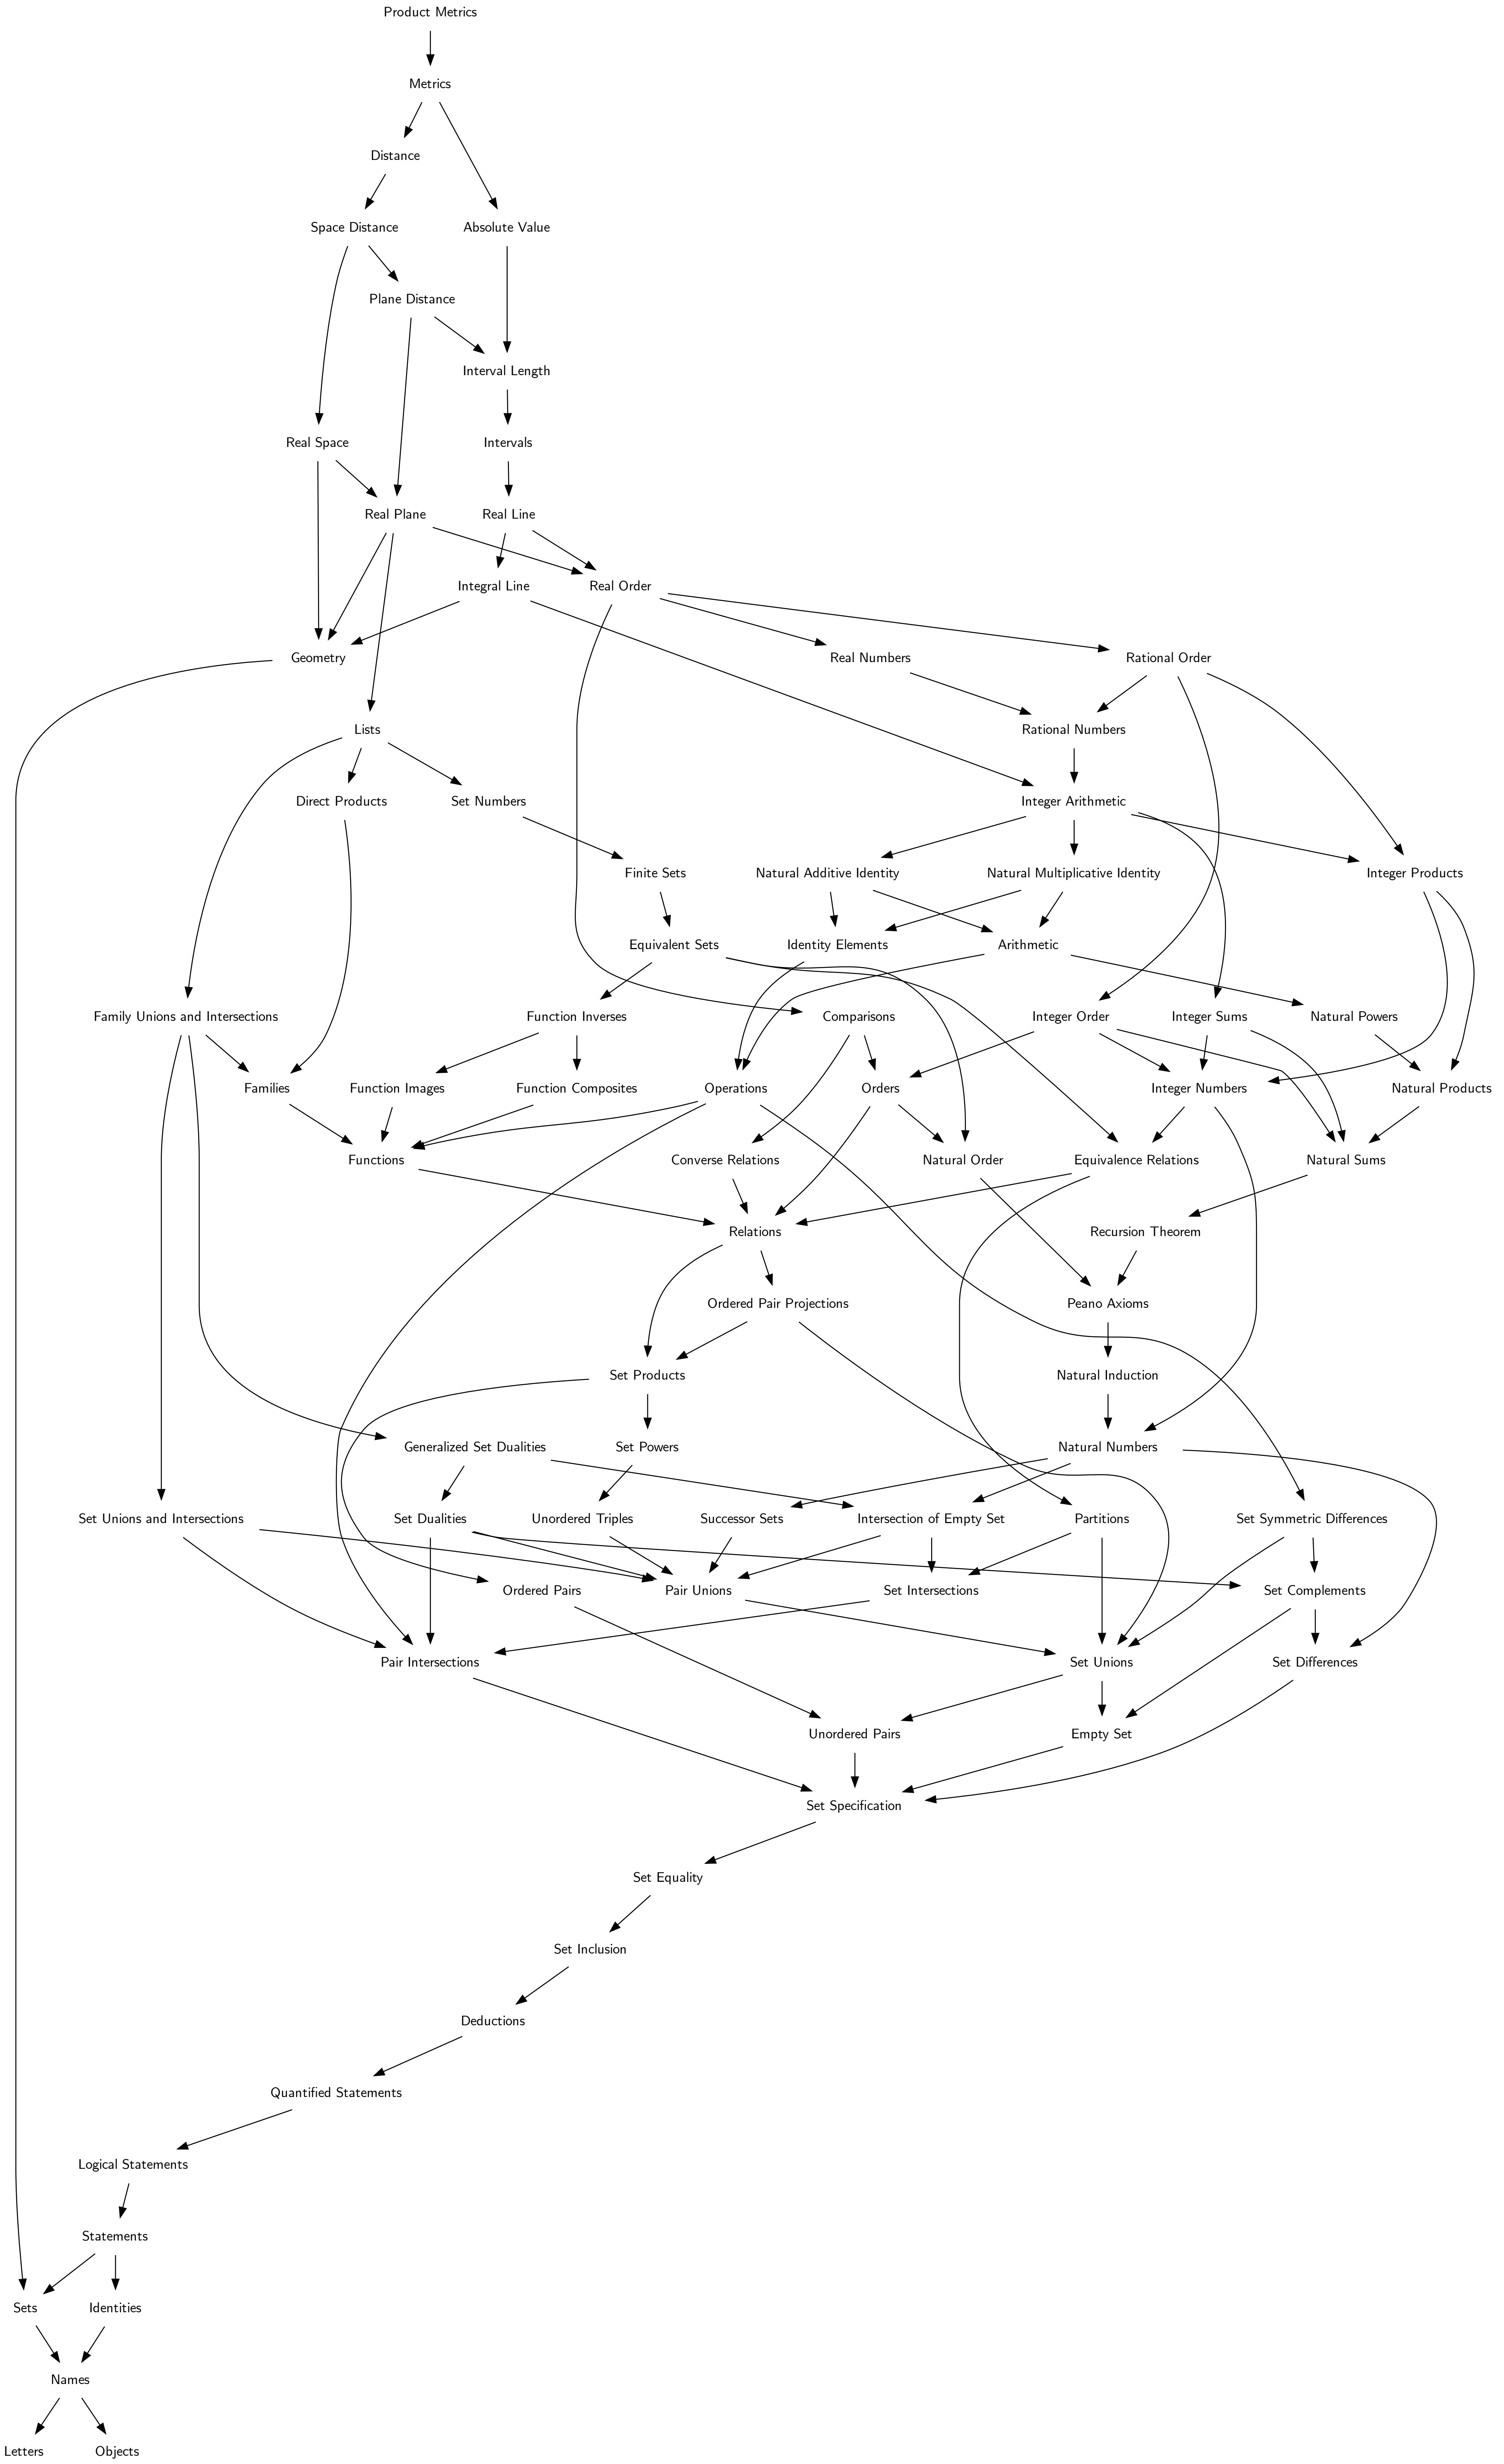 Product Metrics
Metrics
Distance
Space Distance
Absolute Value
Plane Distance
Interval Length
Real Space
Intervals
Real Plane
Real Line
Integral Line
Real Order
Geometry
Real Numbers
Rational Order
Lists
Rational Numbers
Direct Products
Set Numbers
Integer Arithmetic
Finite Sets
Natural Additive Identity
Natural Multiplicative Identity
Integer Products
Equivalent Sets
Identity Elements
Arithmetic
Family Unions and Intersections
Function Inverses
Comparisons
Integer Order
Integer Sums
Natural Powers
Families
Function Images
Function Composites
Operations
Orders
Integer Numbers
Natural Products
Functions
Converse Relations
Natural Order
Equivalence Relations
Natural Sums
Relations
Recursion Theorem
Ordered Pair Projections
Peano Axioms
Set Products
Natural Induction
Generalized Set Dualities
Set Powers
Natural Numbers
Set Unions and Intersections
Set Dualities
Unordered Triples
Successor Sets
Intersection of Empty Set
Partitions
Set Symmetric Differences
Ordered Pairs
Pair Unions
Set Intersections
Set Complements
Pair Intersections
Set Unions
Set Differences
Unordered Pairs
Empty Set
Set Specification
Set Equality
Set Inclusion
Deductions
Quantified Statements
Logical Statements
Statements
Sets
Identities
Names
Letters
Objects